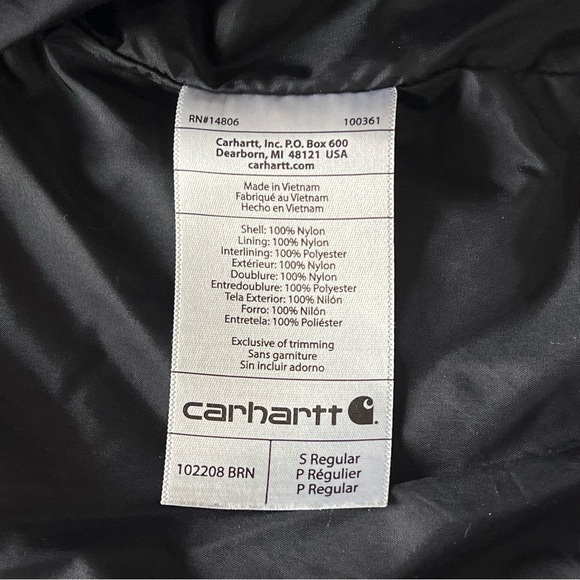 RN#14806 100361
Carhartt, Inc. P.O. Box 600
Dearborn, MI 48121 USA
carhartt.com
Made in Vietnam
Fabriqué au Vietnam
Hecho en Vietnam
Shell: 100% Nylon
Lining: 100% Nylon
Interlining: 100% Polyester
Extérieur: 100% Nylon
Doublure: 100% Nylon
Entredoublure: 100% Polyester
Tela Exterior: 100% Nilón
Forro: 100% Nilón
Entretela: 100% Poliéster
Exclusive of trimming
Sans garniture
Sin incluir adorno
carhartt
102208 BRN
S Regular
P Régulier
P Regular